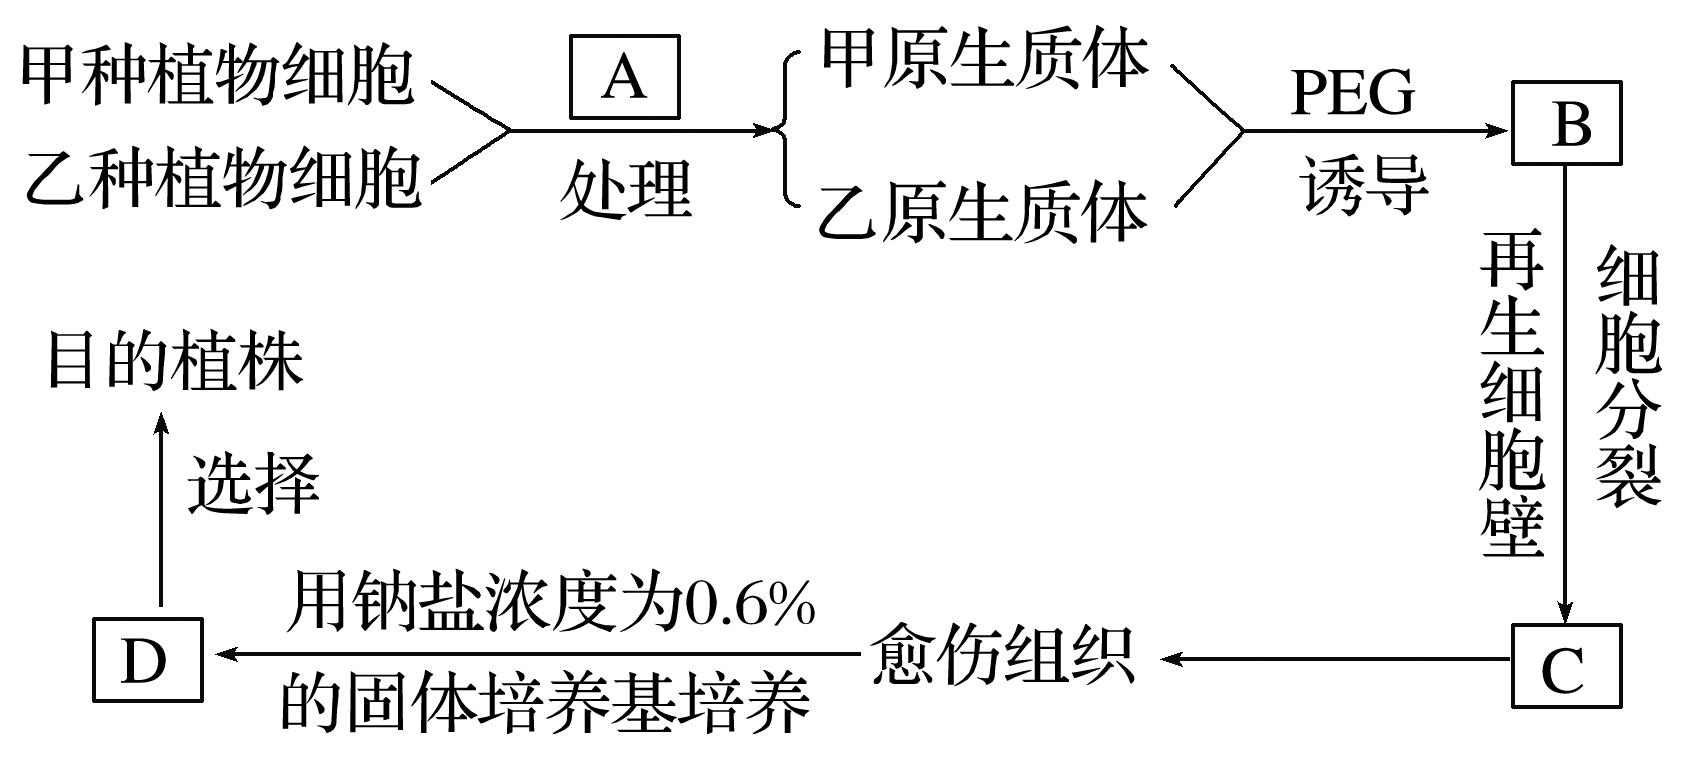 甲种植物细胞
乙种植物细胞
A
处理
甲原生质体
乙原生质体
PEG
诱导
B
再生细胞壁
细胞分裂
C
愈伤组织
用钠盐浓度为0.6%
的固体培养基培养
D
选择
目的植株